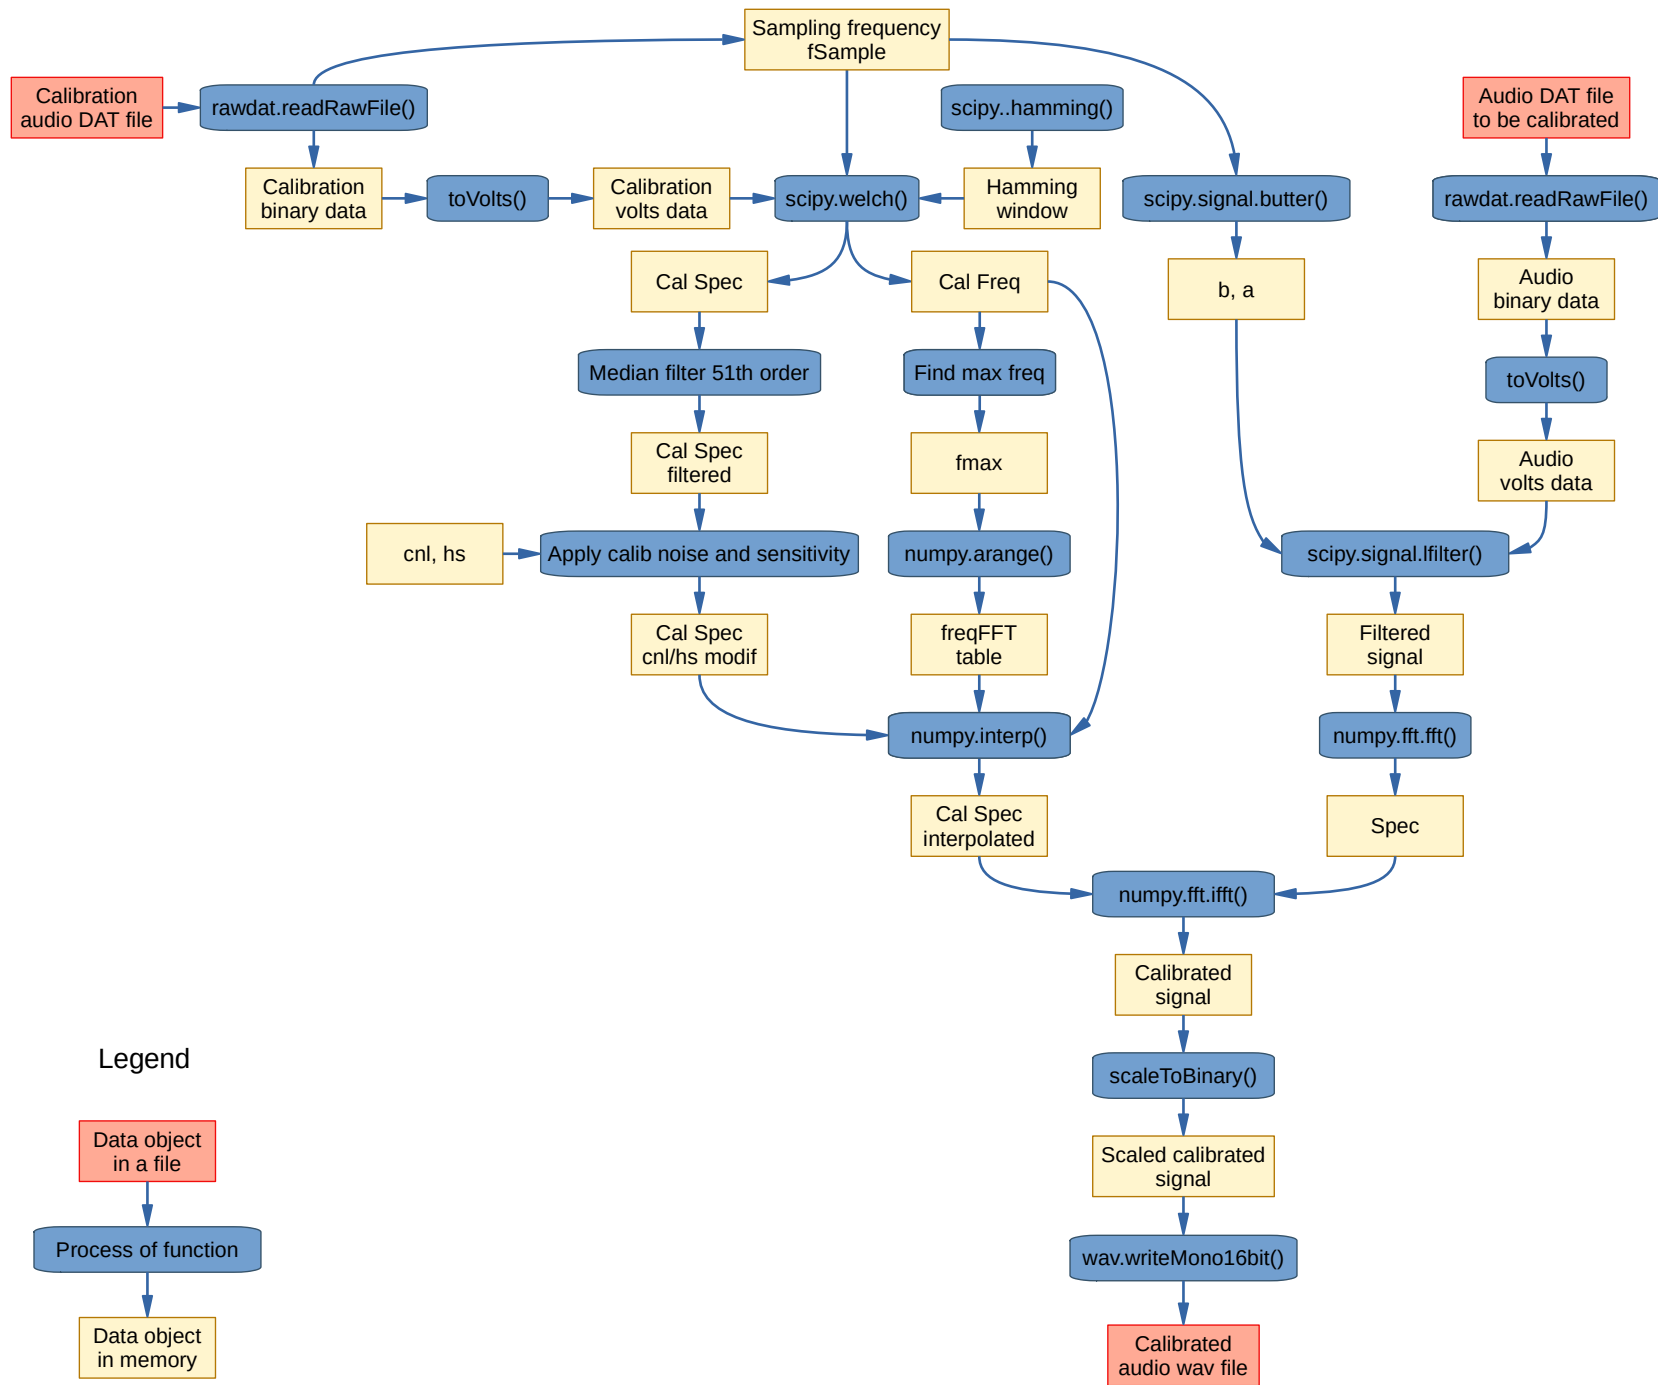 Sampling frequency
fSample
Calibration
audio DAT file
rawdat.readRawFile()
scipy..hamming()
Audio DAT file
to be calibrated
Calibration
binary data
toVolts()
Calibration
volts data
scipy.welch()
Hamming
window
scipy.signal.butter()
rawdat.readRawFile()
Cal Spec
Cal Freq
b, a
Audio
binary data
Median filter 51th order
Find max freq
toVolts()
Cal Spec
filtered
fmax
Audio
volts data
cnl, hs
Apply calib noise and sensitivity
numpy.arange()
scipy.signal.lfilter()
Cal Spec
cnl/hs modif
freqFFT
table
Filtered
signal
numpy.interp()
numpy.fft.fft()
Cal Spec
interpolated
Spec
numpy.fft.ifft()
Calibrated
signal
scaleToBinary()
Scaled calibrated
signal
wav.writeMono16bit()
Calibrated
audio wav file
Legend
Data object
in a file
Process of function
Data object
in memory